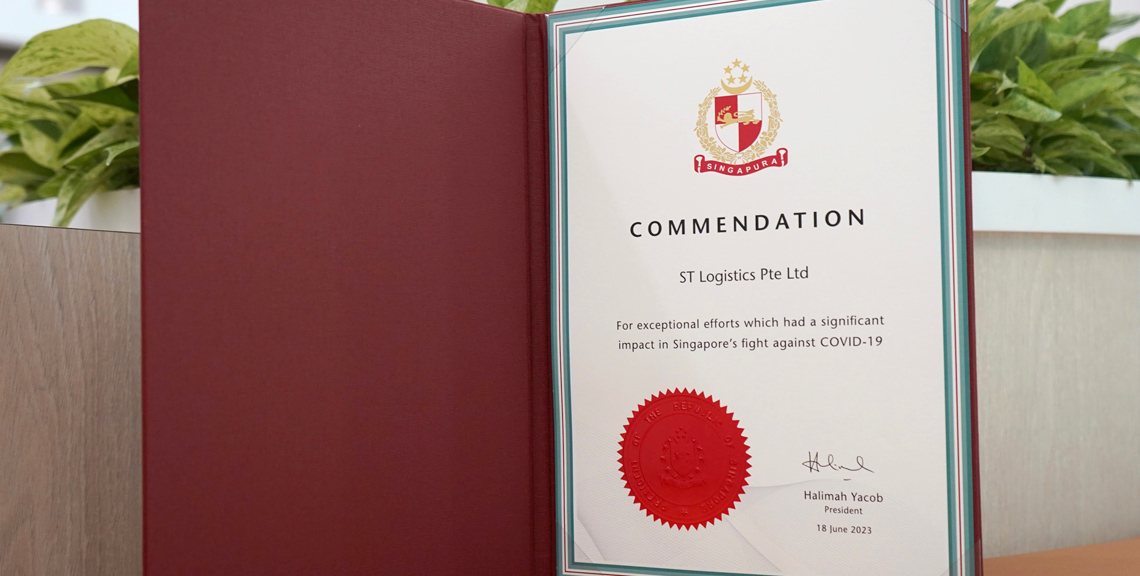 SINGAPURA
COMMENDATION
ST Logistics Pte Ltd
For exceptional efforts which had a significant
impact in Singapore's fight against COVID-19
Halimah Yacob
President
18 June 2023